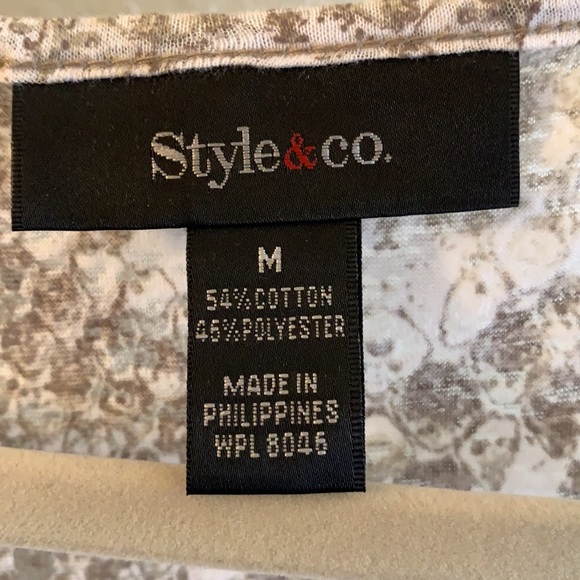 Style&co.
M
54%COTTON
46%POLYESTER
MADE IN
PHILIPPINES
WPL 8046